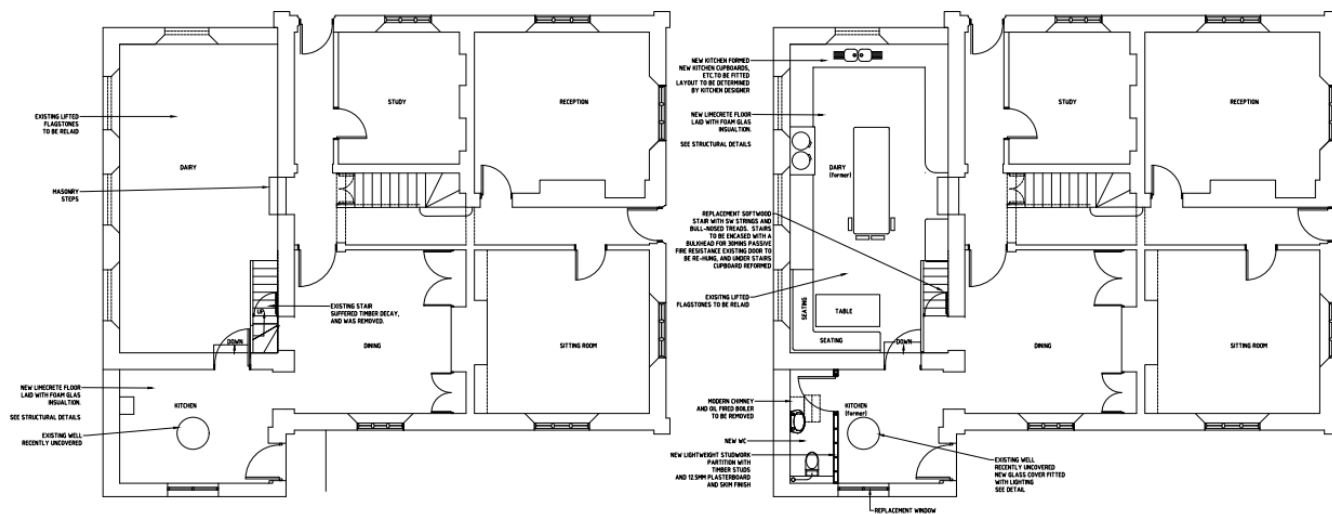 EXISTING LIFTED
FLAGSTONES
TO BE RELAID
DAIRY
MASONRY
STEPS
STUDY
RECEPTION
EXISTING STAIR
SUFFERED TIMBER DECAY,
AND WAS REMOVED.
UP
DOWN
DINING
SITTING ROOM
NEW LIMECRETE FLOOR
LAID WITH FOAM GLAS
INSUALTION.
SEE STRUCTURAL DETAILS
KITCHEN
EXISTING WELL
RECENTLY UNCOVERED
NEW KITCHEN FORMED
NEW KITCHEN CUPBOARDS,
ETC.TO BE FITTED
LAYOUT TO BE DETERMINED
BY KITCHEN DESIGNER
NEW LIMECRETE FLOOR
LAID WITH FOAM GLAS
INSUALTION.
SEE STRUCTURAL DETAILS
DAIRY
(former)
STUDY
RECEPTION
REPLACEMENT SOFTWOOD
STAIR WITH SW STRINGS AND
BULL-NOSED TREADS. STAIRS
TO BE ENCASED WITH A
BULKHEAD FOR 30MINS PASSIVE
FIRE RESISTANCE EXISTING DOOR TO
BE RE-HUNG, AND UNDER STAIRS
CUPBOARD REFORMED
EXISITNG LIFTED
FLAGSTONES TO BE RELAID
SEATING
TABLE
SEATING
DOWN
DINING
SITTING ROOM
MODERN CHIMNEY
AND OIL FIRED BOILER
TO BE REMOVED
KITCHEN
(former)
NEW WC
NEW LIGHTWEIGHT STUDWORK
PARTITION WITH
TIMBER STUDS
AND 12.5MM PLASTERBOARD
AND SKIM FINISH
EXISTING WELL
RECENTLY UNCOVERED
NEW GLASS COVER FITTED
WITH LIGHTING
SEE DETAIL
REPLACEMENT WINDOW